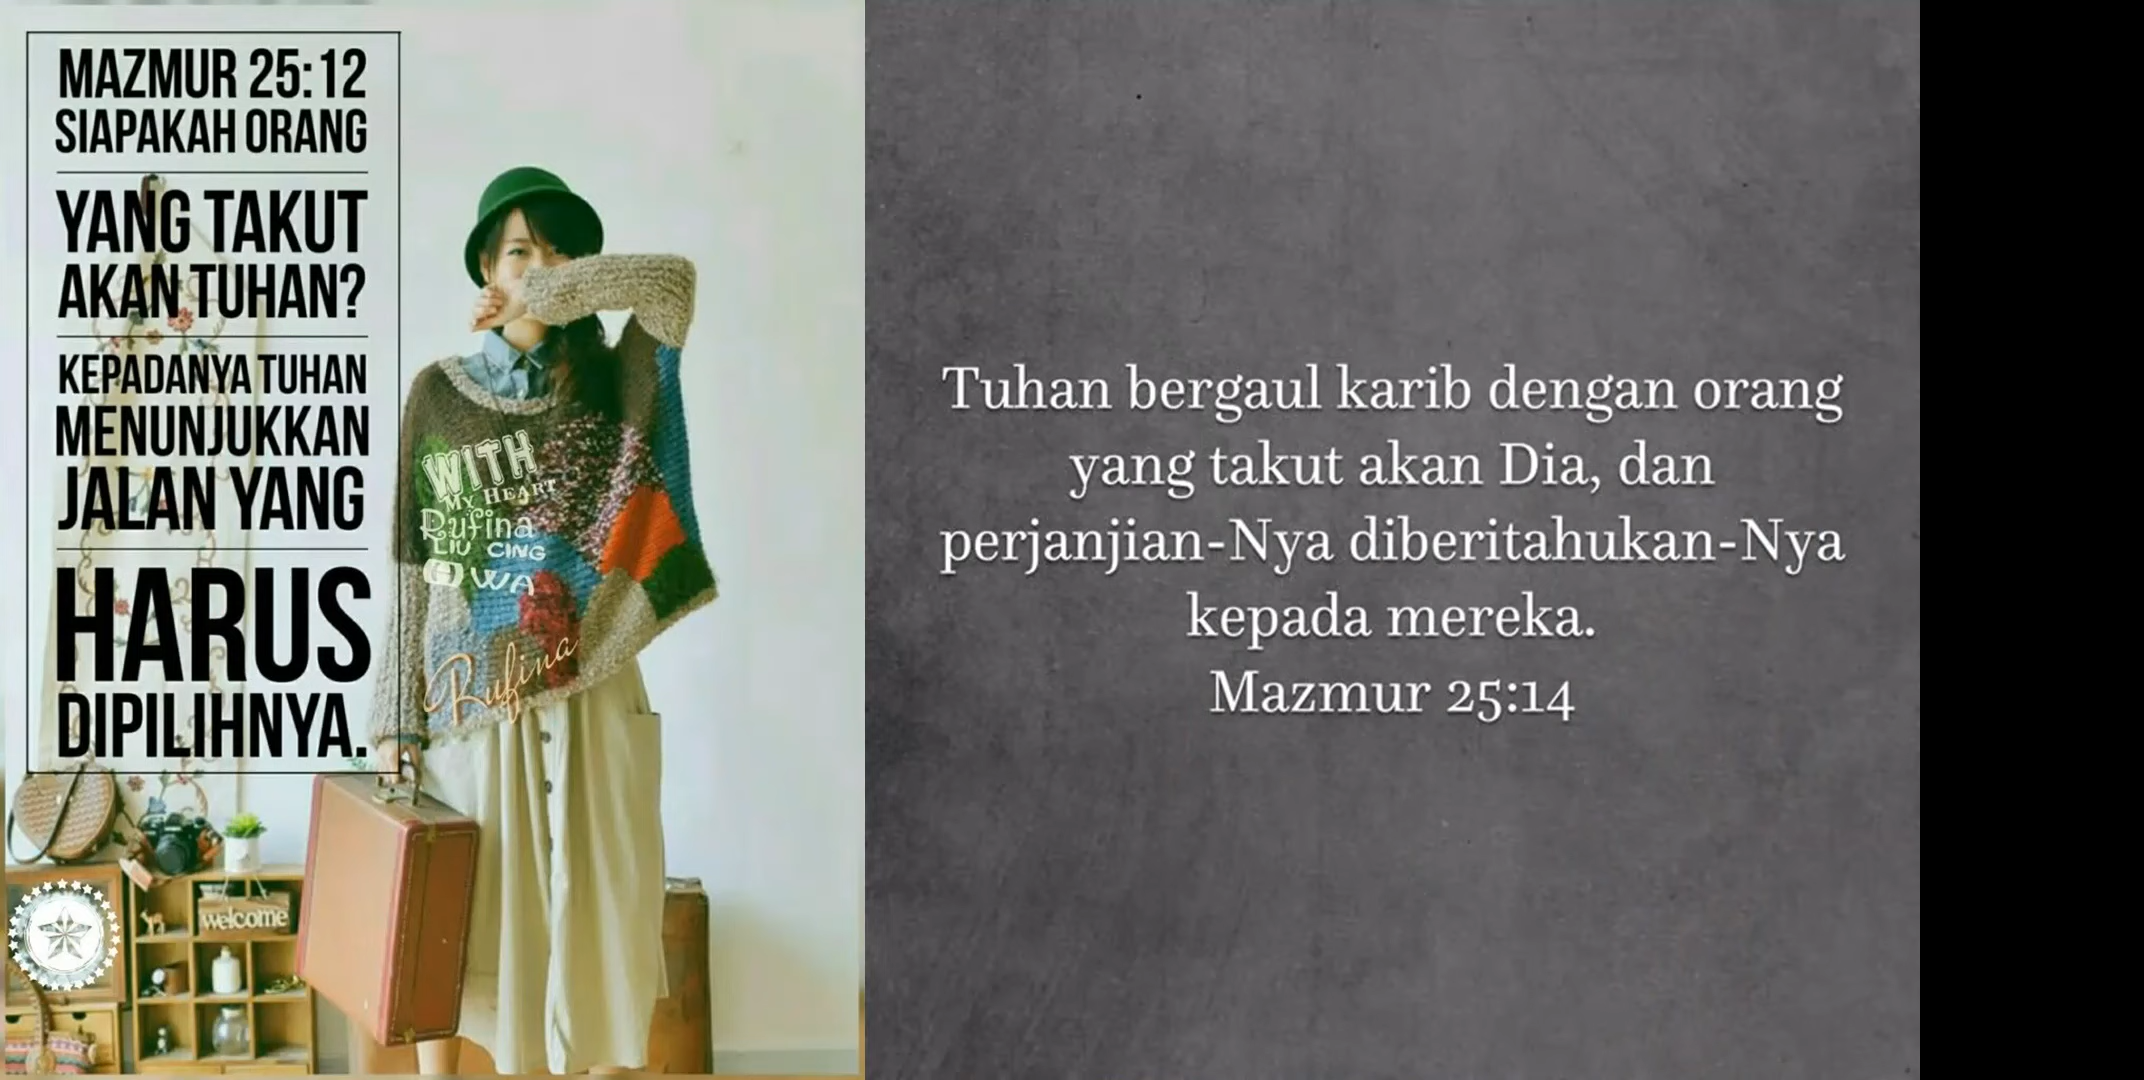 MAZMUR 25:12
SIAPAKAH ORANG
YANG TAKUT
AKAN TUHAN?
KEPADANYA TUHAN
MENUNJUKKAN
JALAN YANG
HARUS
DIPILIHNYA.
WITH
MY HEART
Rufina
LIU CING
WA
Rufina
welcome
Tuhan bergaul karib dengan orang
yang takut akan Dia, dan
perjanjian-Nya diberitahukan-Nya
kepada mereka.
Mazmur 25:14